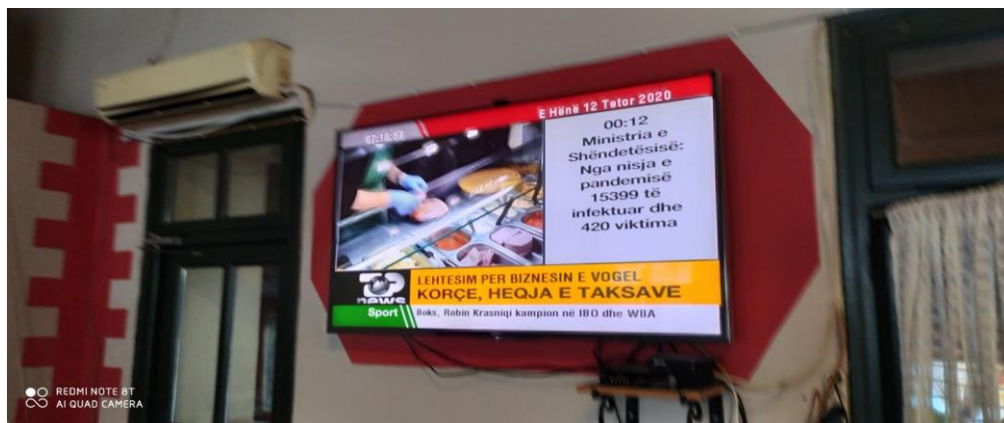 E Hënë 12 Tetor 2020
07:18:57
00:12
Ministria e
Shëndetësisë:
Nga nisja e
pandemisë
15399 të
infektuar dhe
420 viktima
TOP
news
LEHTESIM PER BIZNESIN E VOGEL
KORÇE, HEQJA E TAKSAVE
Sport Boks, Robin Krasniqi kampion në IBO dhe WBA
REDMI NOTE 8T
AI QUAD CAMERA